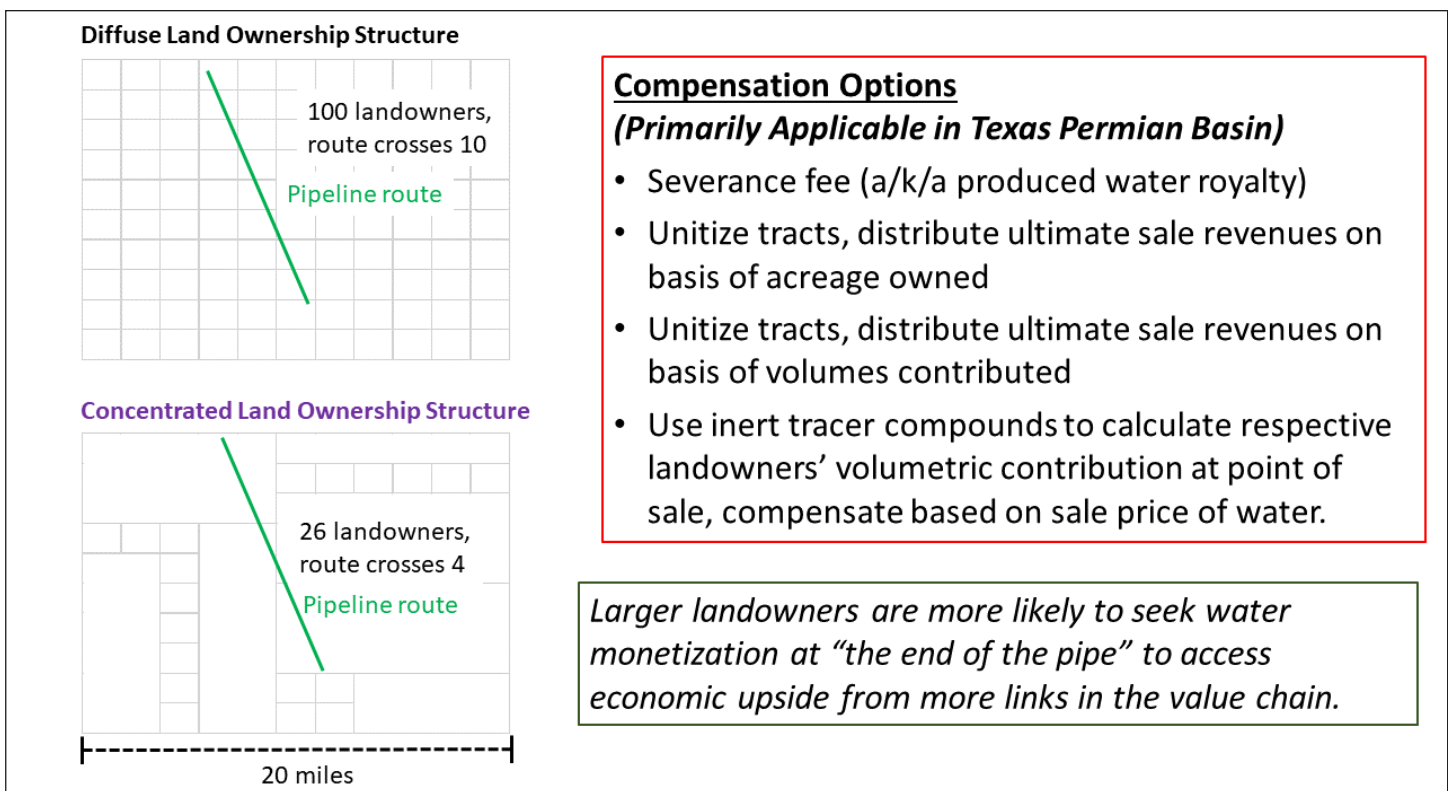 Diffuse Land Ownership Structure
100 landowners,
route crosses 10
Pipeline route
Concentrated Land Ownership Structure
26 landowners,
route crosses 4
Pipeline route
20 miles
Compensation Options
(Primarily Applicable in Texas Permian Basin)
• Severance fee (a/k/a produced water royalty)
• Unitize tracts, distribute ultimate sale revenues on
basis of acreage owned
• Unitize tracts, distribute ultimate sale revenues on
basis of volumes contributed
• Use inert tracer compounds to calculate respective
landowners’ volumetric contribution at point of
sale, compensate based on sale price of water.
Larger landowners are more likely to seek water
monetization at “the end of the pipe” to access
economic upside from more links in the value chain.